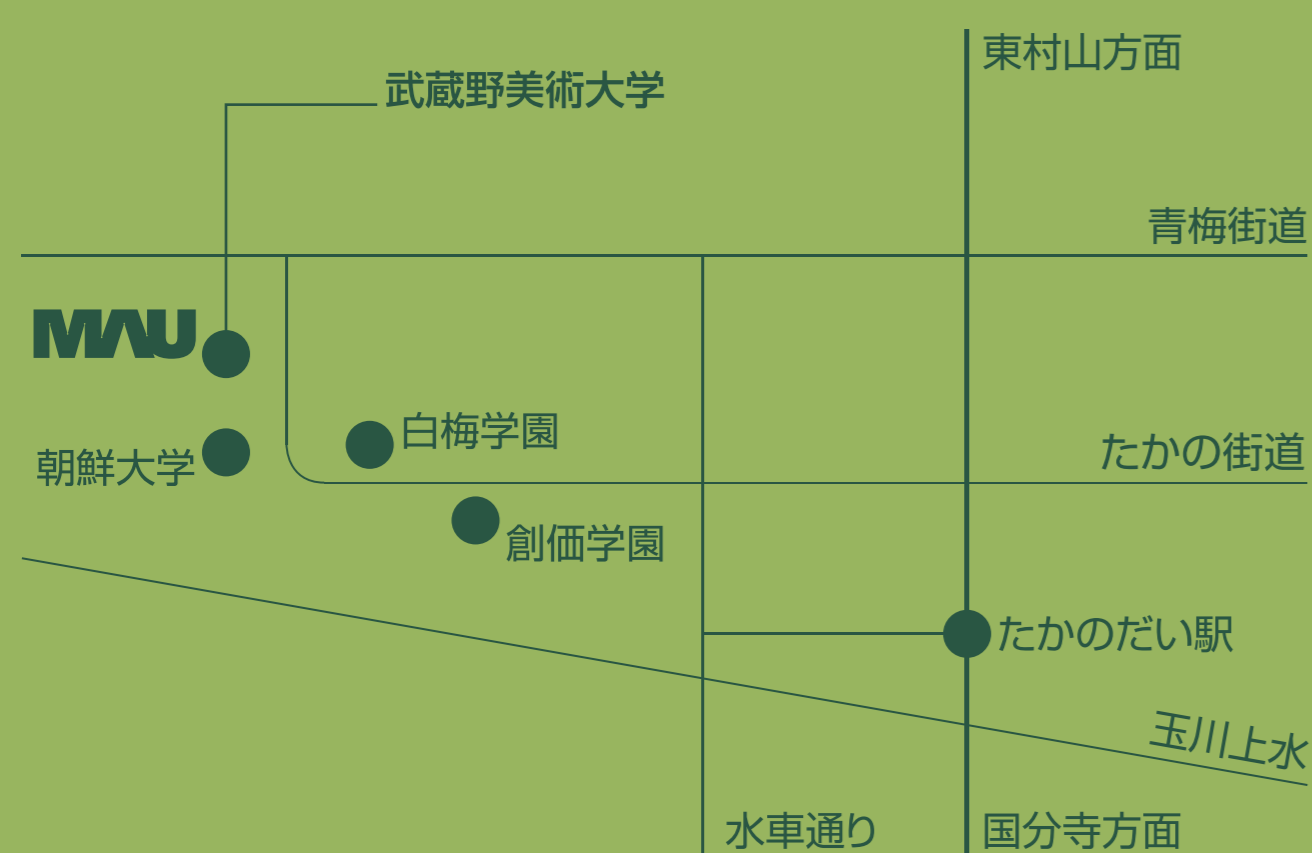 東村山方面
武蔵野美術大学
青梅街道
MAU
白梅学園
たかの街道
朝鮮大学
創価学園
たかのだい駅
玉川上水
水車通り
国分寺方面